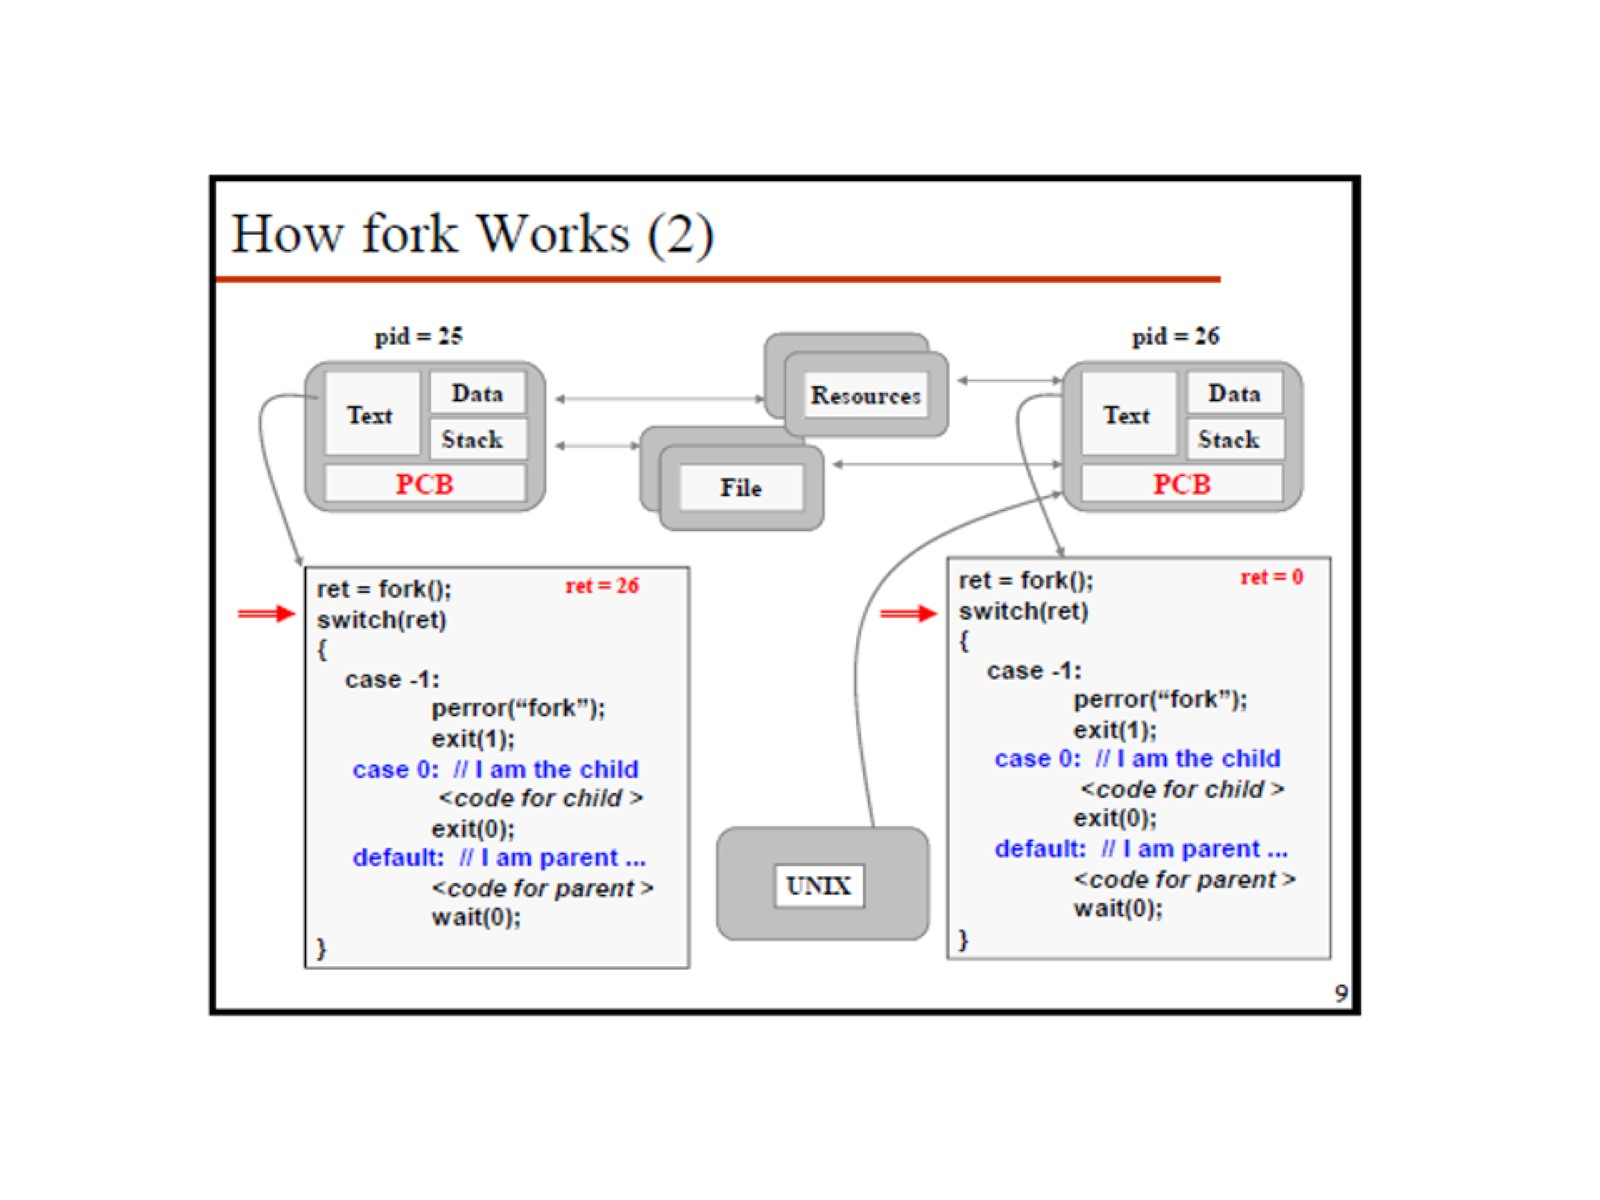 How fork Works (2)
pid = 25
pid = 26
Text
Data
Stack
PCB
Resources
File
Text
Data
Stack
PCB
ret = fork();
ret = 26
switch(ret)
{
case -1:
perror(“fork”);
exit(1);
case 0: // I am the child
<code for child >
exit(0);
default: // I am parent ...
<code for parent >
wait(0);
}
UNIX
ret = fork();
ret = 0
switch(ret)
{
case -1:
perror(“fork”);
exit(1);
case 0: // I am the child
<code for child >
exit(0);
default: // I am parent ...
<code for parent >
wait(0);
}
9